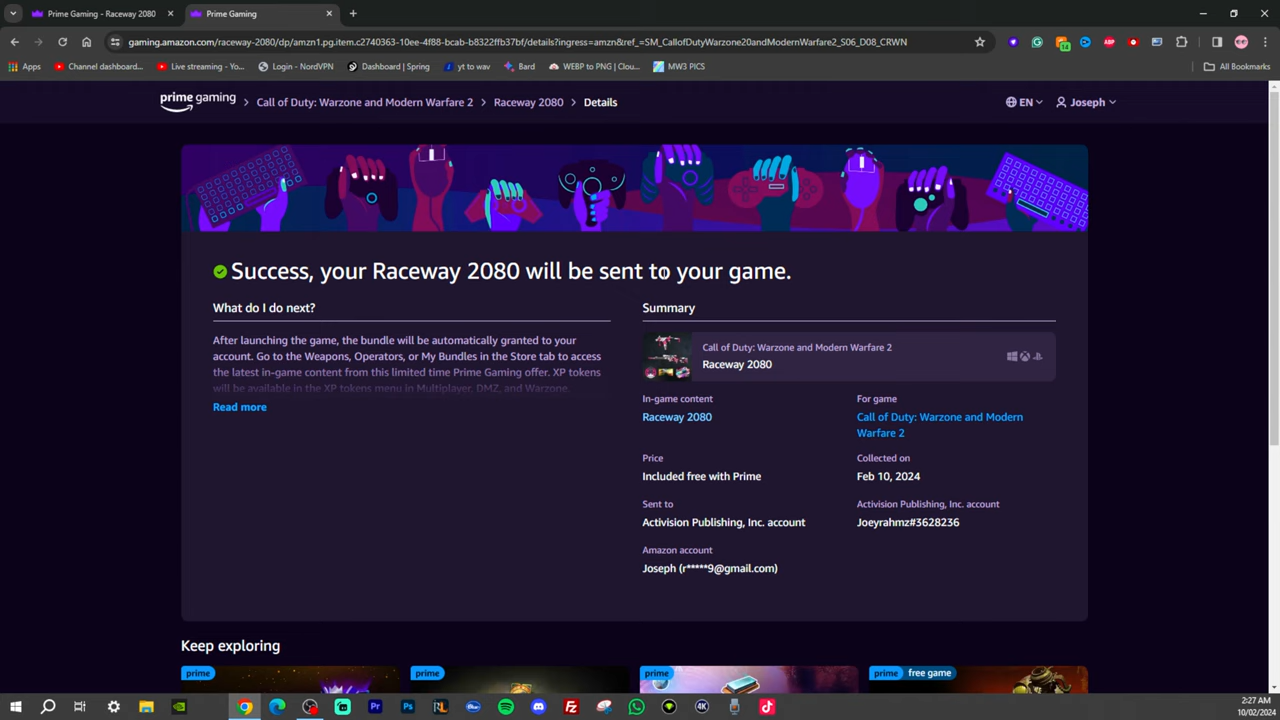 Prime Gaming - Raceway 2080
Prime Gaming
gaming.amazon.com/raceway-2080/dp/amzn1.pg.item.c2740363-10ee-4f88-bcab-b8322ffb37bf/details?ingress=amzn&ref_=SM_CallofDutyWarzone20andModernWarfare2_S06_D08_CRWN
Apps
Channel dashboard...
Live streaming - Yo...
Login - NordVPN
Dashboard | Spring
yt to wav
Bard
WEBP to PNG | Clou...
MW3 PICS
All Bookmarks
prime gaming
Call of Duty: Warzone and Modern Warfare 2
Raceway 2080
Details
EN
Joseph
Success, your Raceway 2080 will be sent to your game.
What do I do next?
After launching the game, the bundle will be automatically granted to your
account. Go to the Weapons, Operators, or My Bundles in the Store tab to access
the latest in-game content from this limited time Prime Gaming offer. XP tokens
will be available in the XP tokens menu in Multiplayer, DMZ, and Warzone.
Read more
Summary
Call of Duty: Warzone and Modern Warfare 2
Raceway 2080
In-game content
Raceway 2080
For game
Call of Duty: Warzone and Modern
Warfare 2
Price
Included free with Prime
Collected on
Feb 10, 2024
Sent to
Activision Publishing, Inc. account
Activision Publishing, Inc. account
Joeyrahmz#3628236
Amazon account
Joseph (r*****9@gmail.com)
Keep exploring
prime
prime
prime
prime
free game
2:27 AM
10/02/2024